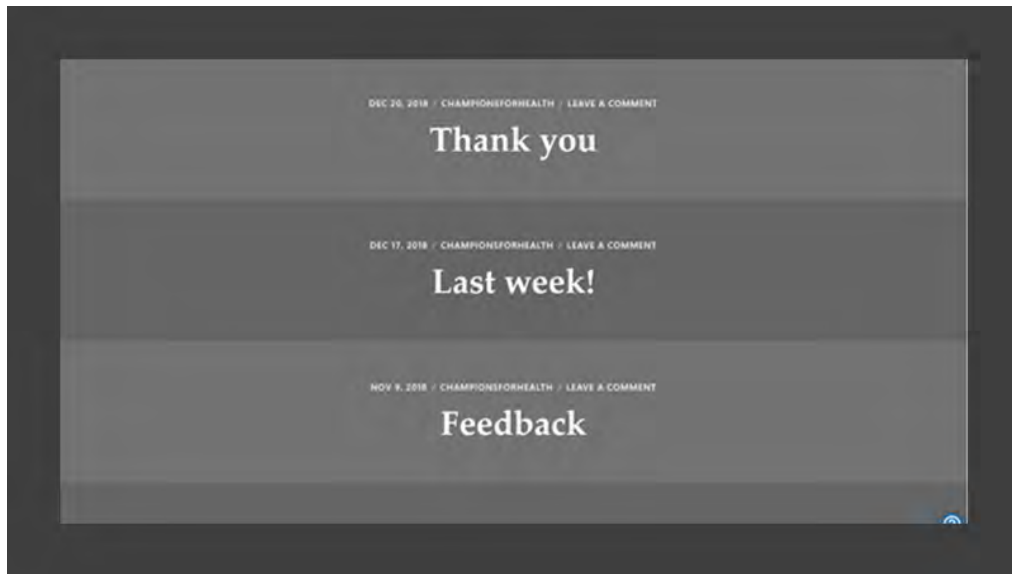 DEC 20, 2018 / CHAMPIONSFORHEALTH / LEAVE A COMMENT
Thank you
DEC 17, 2018 / CHAMPIONSFORHEALTH / LEAVE A COMMENT
Last week!
NOV 9, 2018 / CHAMPIONSFORHEALTH / LEAVE A COMMENT
Feedback